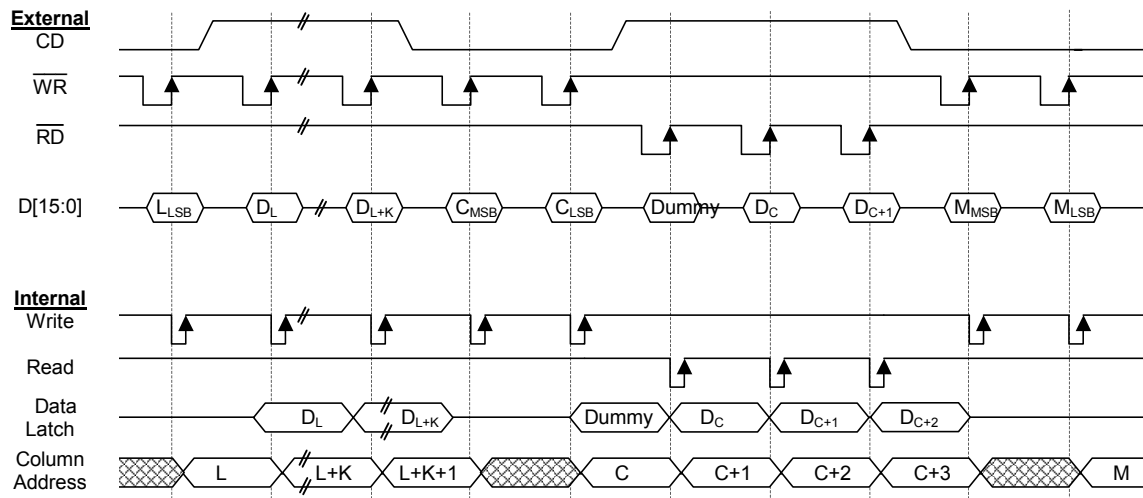 External
CD
WR
RD
D[15:0] LLSB DL DL+K CMSB CLSB Dummy DC DC+1 MMSB MLSB
Internal
Write
Read
Data
Latch
DL DL+K Dummy DC DC+1 DC+2
Column
Address
L L+K L+K+1 C C+1 C+2 C+3 M